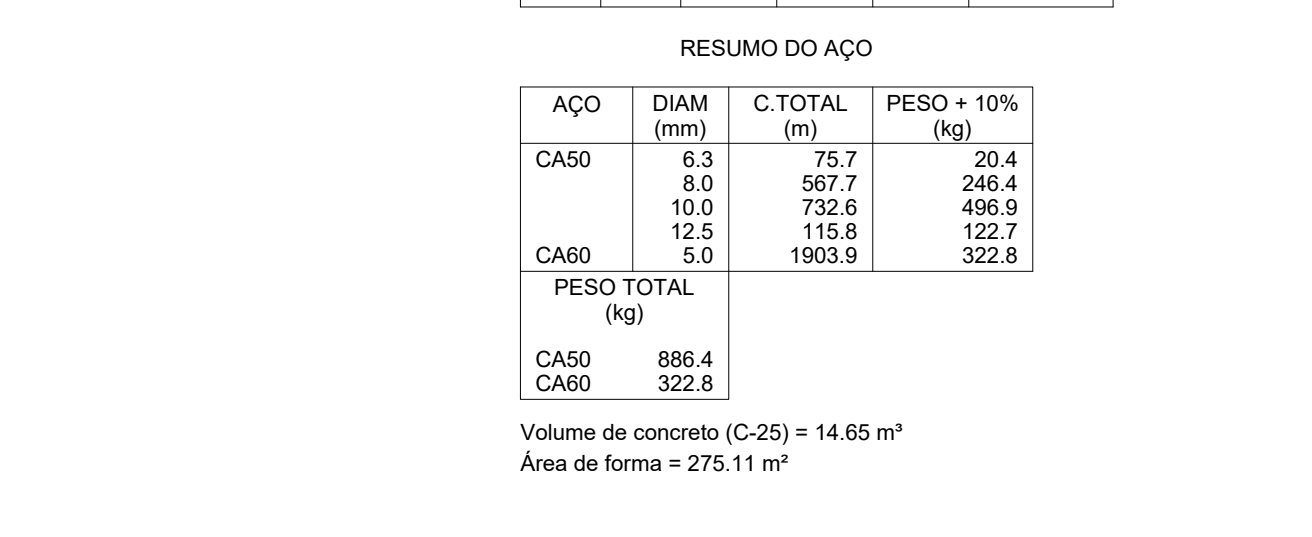 RESUMO DO AÇO
AÇO DIAM C.TOTAL PESO + 10%
(mm) (m) (kg)
CA50 6.3 75.7 20.4
8.0 567.7 246.4
10.0 732.6 496.9
12.5 115.8 122.7
CA60 5.0 1903.9 322.8
PESO TOTAL
(kg)
CA50 886.4
CA60 322.8
Volume de concreto (C-25) = 14.65 m³
Área de forma = 275.11 m²